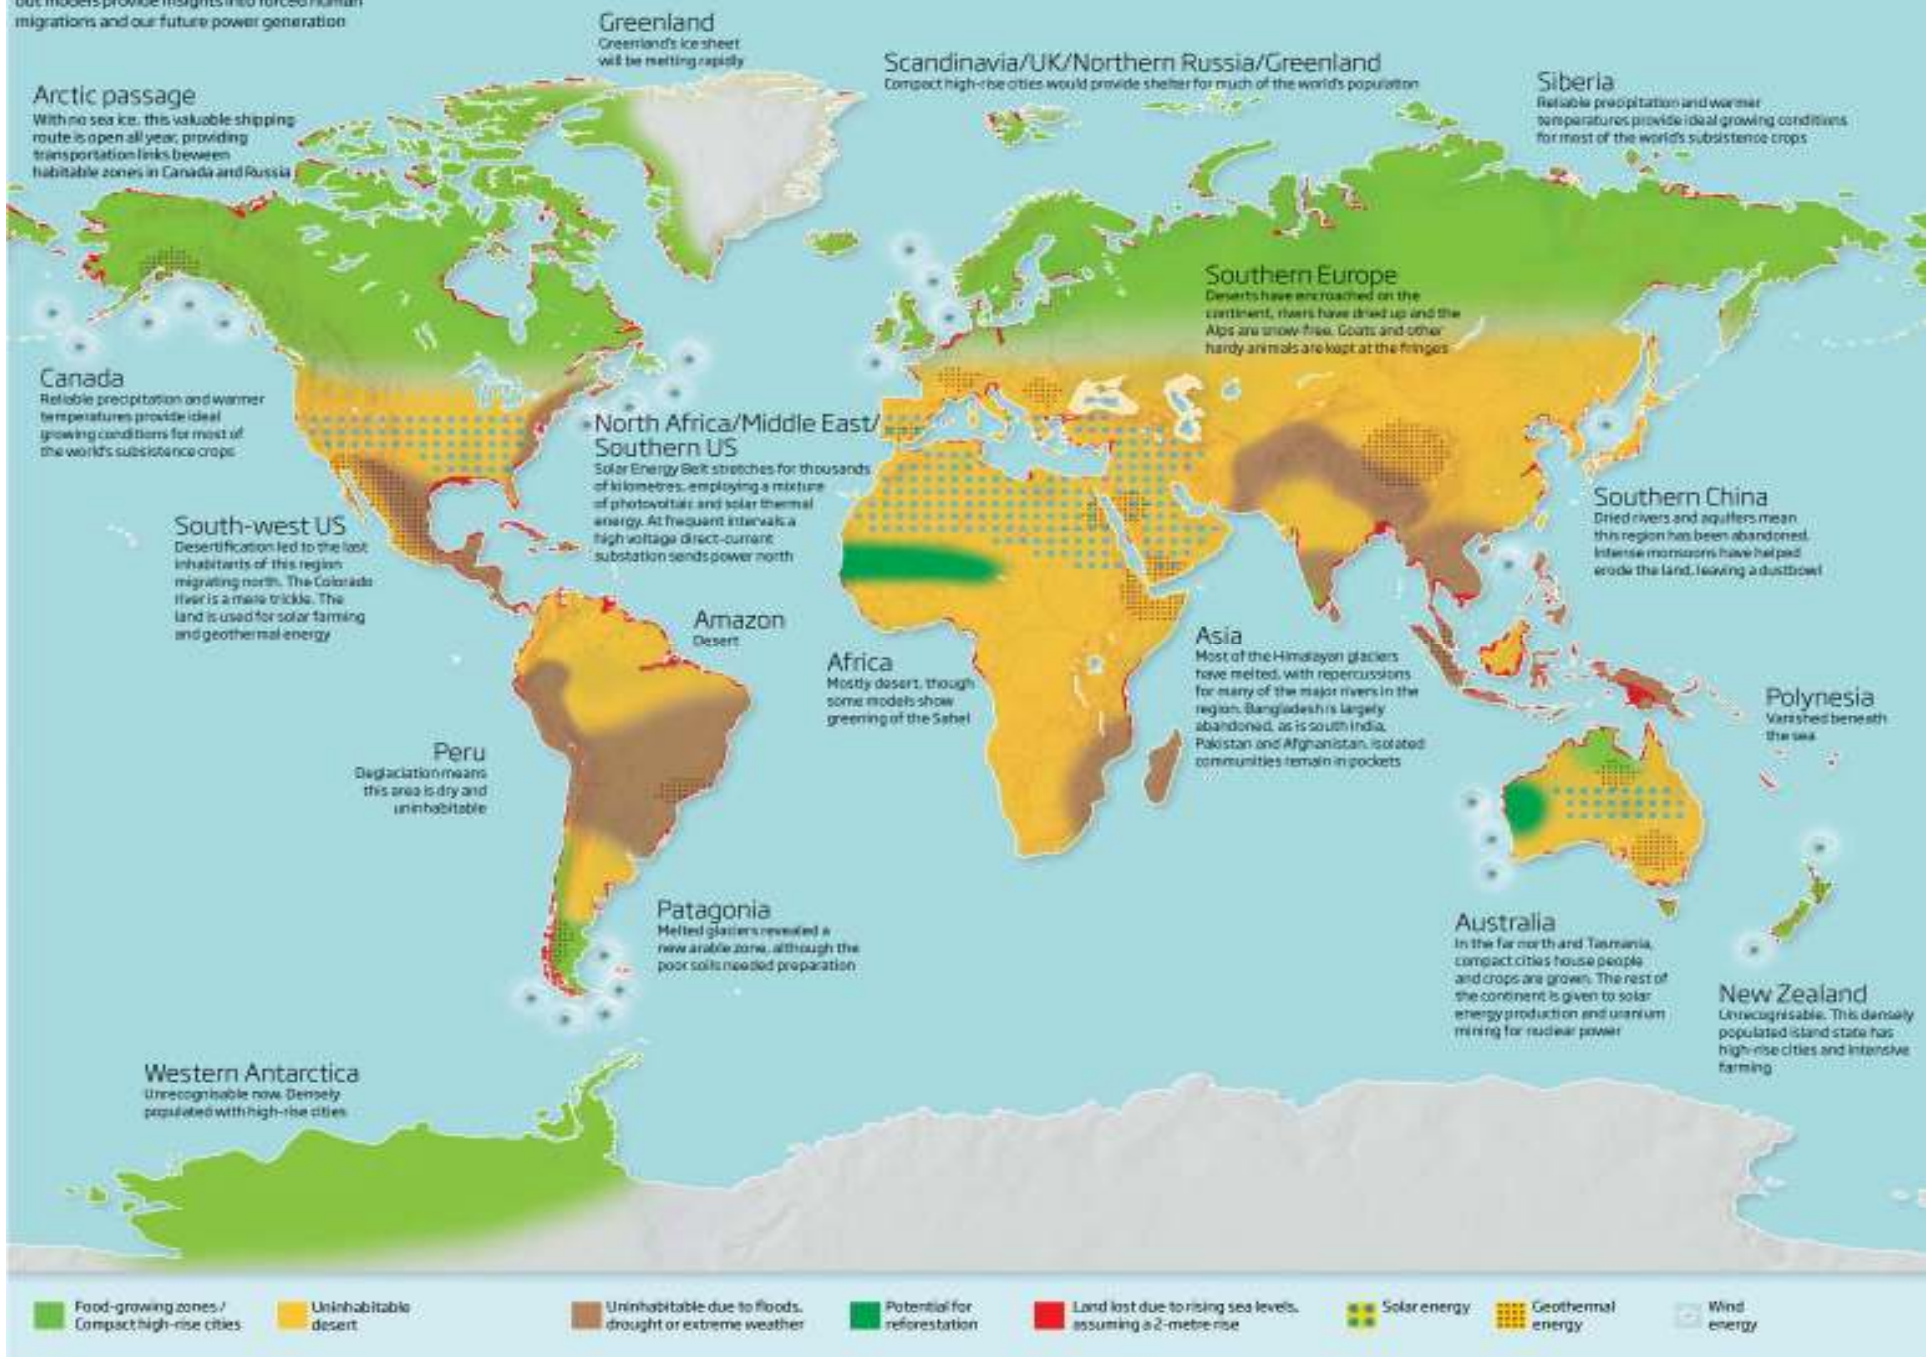 but models provide insights into forced human
migrations and our future power generation
Greenland
Greenland's ice sheet
will be melting rapidly
Scandinavia/UK/Northern Russia/Greenland
Compact high-rise cities would provide shelter for much of the world's population
Siberia
Reliable precipitation and warmer
temperatures provide ideal growing conditions
for most of the world's subsistence crops
Arctic passage
With no sea ice, this valuable shipping
route is open all year, providing
transportation links beween
habitable zones in Canada and Russia
Southern Europe
Deserts have encroached on the
continent, rivers have dried up and the
Alps are snow-free. Goats and other
hardy animals are kept at the fringes
Canada
Reliable precipitation and warmer
temperatures provide ideal
growing conditions for most of
the world's subsistence crops
North Africa/Middle East/
Southern US
Solar Energy Belt stretches for thousands
of kilometres, employing a mixture
of photovoltaic and solar thermal
energy. At frequent intervals a
high voltage direct-current
substation sends power north
South-west US
Desertification led to the last
inhabitants of this region
migrating north. The Colorado
river is a mere trickle. The
land is used for solar farming
and geothermal energy
Southern China
Dried rivers and aquifers mean
this region has been abandoned.
Intense monsoons have helped
erode the land, leaving a dustbowl
Amazon
Desert
Africa
Mostly desert, though
some models show
greening of the Sahel
Asia
Most of the Himalayan glaciers
have melted, with repercussions
for many of the major rivers in the
region. Bangladesh is largely
abandoned, as is south India,
Pakistan and Afghanistan. Isolated
communities remain in pockets
Polynesia
Vanished beneath
the sea
Peru
Deglaciation means
this area is dry and
uninhabitable
Patagonia
Melted glaciers revealed a
new arable zone, although the
poor soils needed preparation
Australia
In the far north and Tasmania,
compact cities house people
and crops are grown. The rest of
the continent is given to solar
energy production and uranium
mining for nuclear power
New Zealand
Unrecognisable. This densely
populated island state has
high-rise cities and intensive
farming
Western Antarctica
Unrecognisable now. Densely
populated with high-rise cities
Food-growing zones /
Compact high-rise cities
Uninhabitable
desert
Uninhabitable due to floods,
drought or extreme weather
Potential for
reforestation
Land lost due to rising sea levels,
assuming a 2-metre rise
Solar energy
Geothermal
energy
Wind
energy